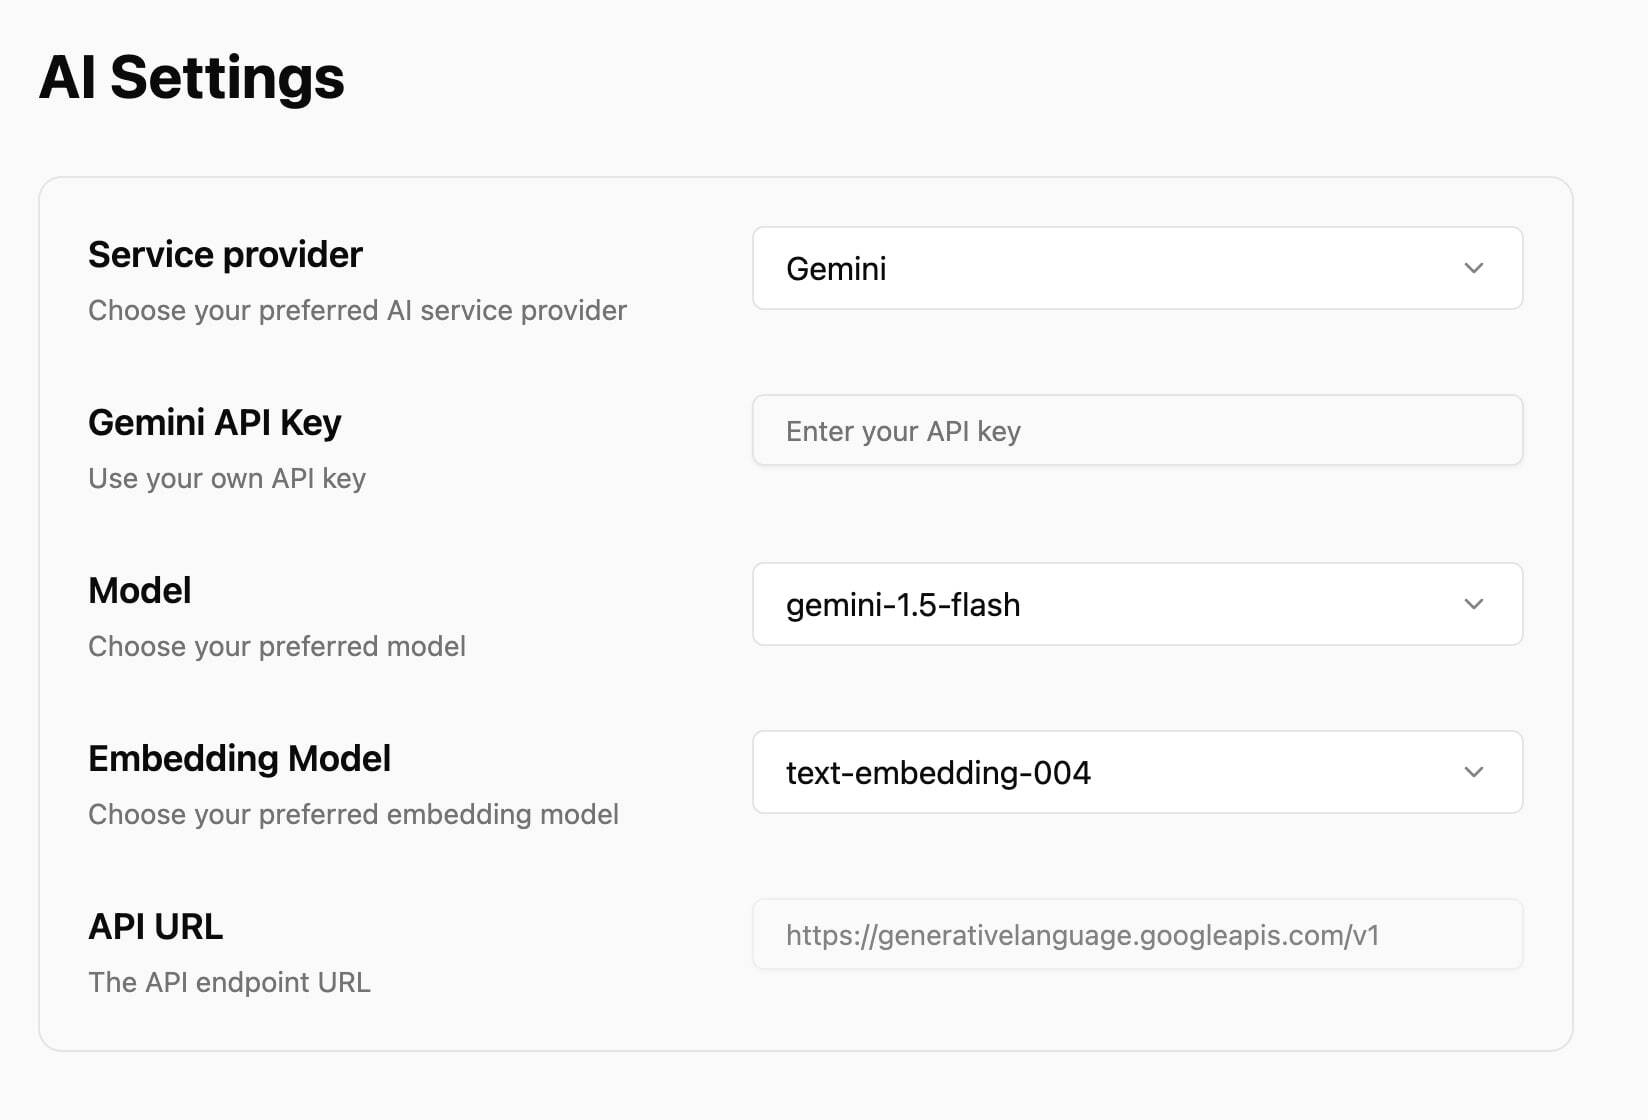 AI Settings
Service provider
Choose your preferred AI service provider
Gemini
Gemini API Key
Use your own API key
Enter your API key
Model
Choose your preferred model
gemini-1.5-flash
Embedding Model
Choose your preferred embedding model
text-embedding-004
API URL
The API endpoint URL
https://generativelanguage.googleapis.com/v1